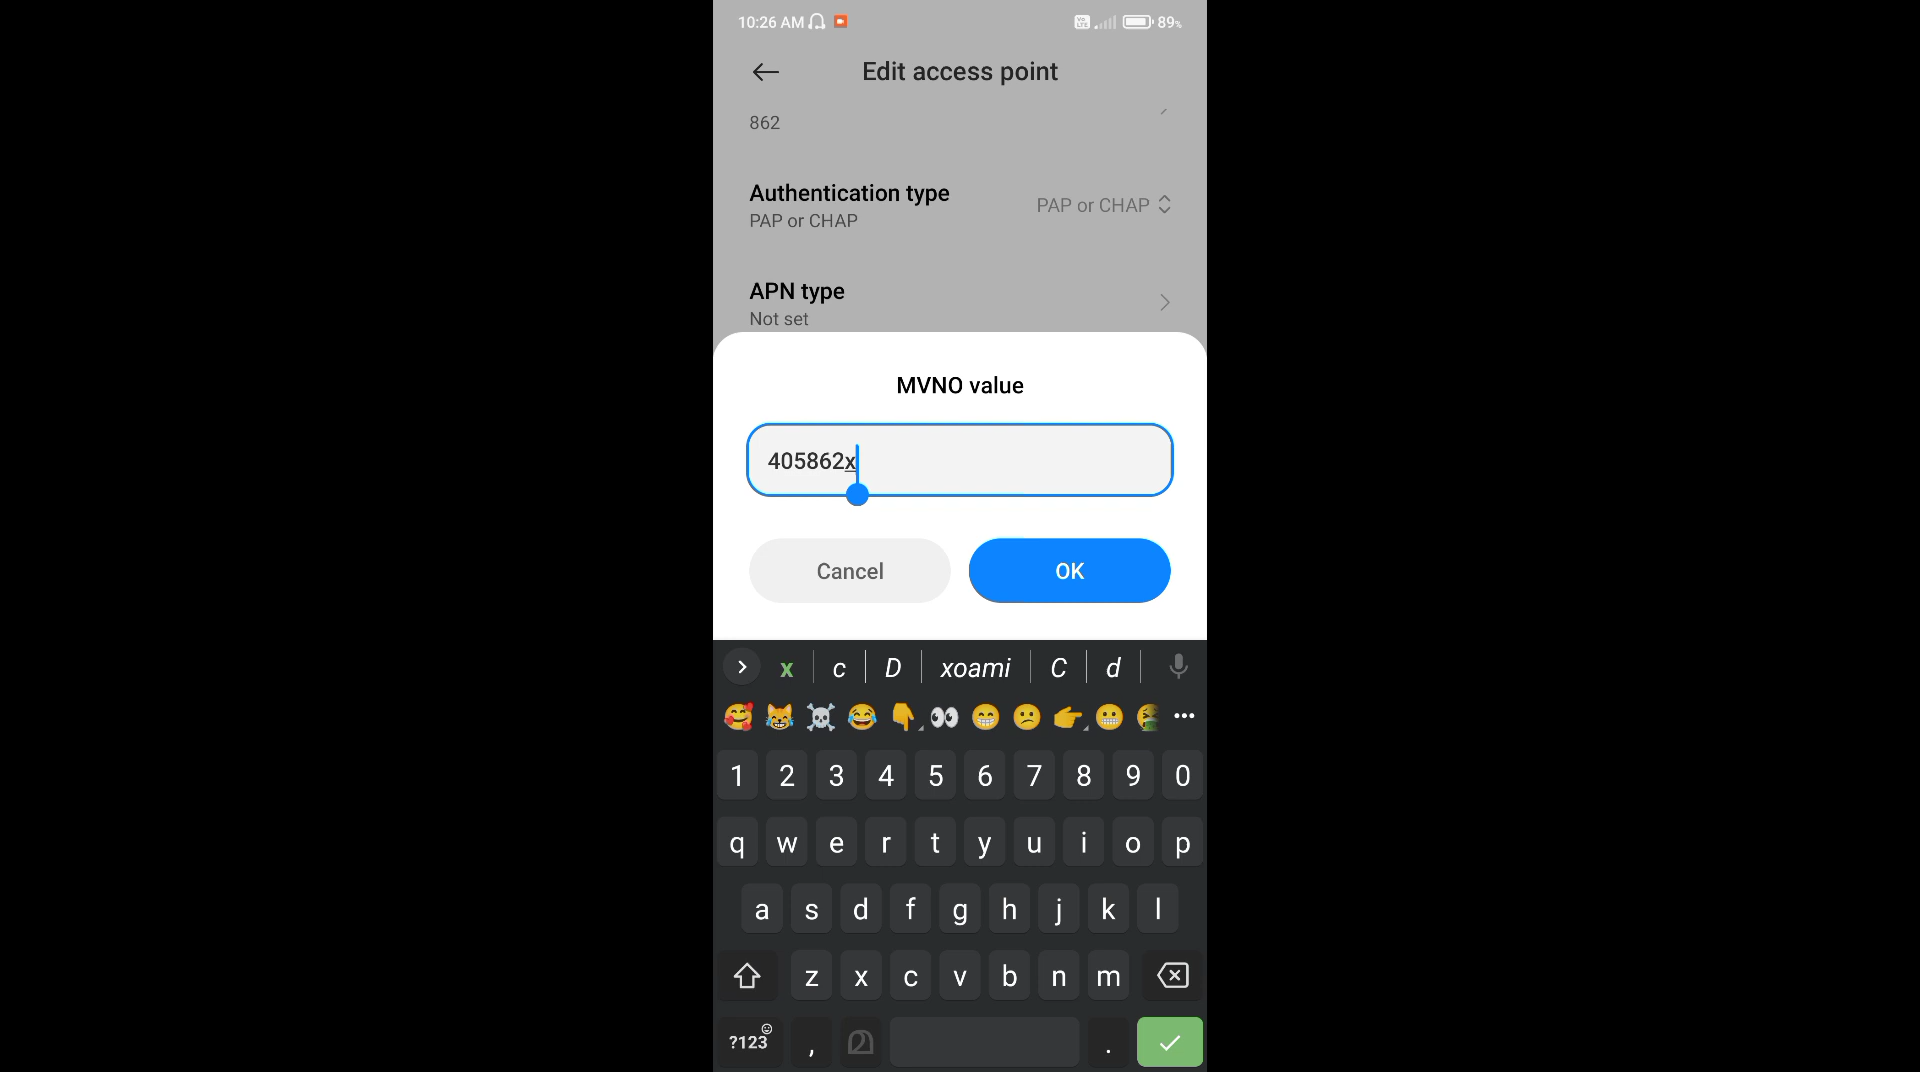 10:26 AM 89%
Edit access point
862
Authentication type
PAP or CHAP
PAP or CHAP
APN type
Not set
MVNO value
405862x
Cancel OK
x c D xoami C d
1 2 3 4 5 6 7 8 9 0
q w e r t y u i o p
a s d f g h j k l
z x c v b n m
?123 , .